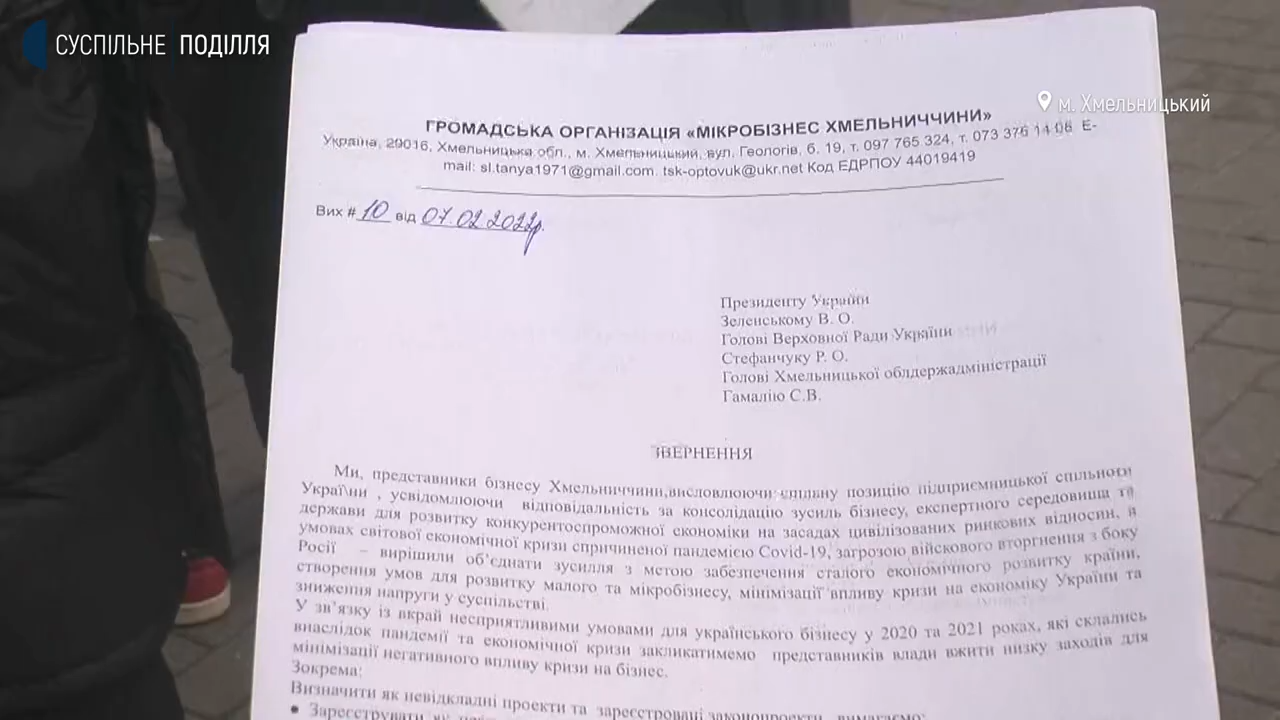 СУСПІЛЬНЕ ПОДІЛЛЯ
м. Хмельницький
ГРОМАДСЬКА ОРГАНІЗАЦІЯ «МІКРОБІЗНЕС ХМЕЛЬНИЧЧИНИ»
Україна, 29016, Хмельницька обл., м. Хмельницький, вул. Геологів, б. 19, т. 097 765 324, т. 073 376 14 06 E-
mail: sl.tanya1971@gmail.com. tsk-optovuk@ukr.net Код ЕДРПОУ 44019419
Вих # 10 від 07.02.2022р.
Президенту України
Зеленському В. О.
Голові Верховної Ради України
Стефанчуку Р. О.
Голові Хмельницької облдержадміністрації
Гамалію С.В.
ЗВЕРНЕННЯ
Ми, представники бізнесу Хмельниччини,висловлюючи спільну позицію підприємницької спільноти
Украї\ни , усвідомлюючи відповідальність за консолідацію зусиль бізнесу, експертного середовища та
держави для розвитку конкурентоспроможної економіки на засадах цивілізованих ринкових відносин, в
умовах світової економічної кризи спричиненої пандемією Covid-19, загрозою військового вторгнення з боку
Росії – вирішили об’єднати зусилля з метою забезпечення сталого економічного розвитку країни,
створення умов для розвитку малого та мікробізнесу, мінімізації впливу кризи на економіку України та
зниження напруги у суспільстві.
У зв’язку із вкрай несприятливими умовами для українського бізнесу у 2020 та 2021 роках, які склались
внаслідок пандемії та економічної кризи закликатимемо представників влади вжити низку заходів для
мінімізації негативного впливу кризи на бізнес.
Зокрема:
Визначити як невідкладні проекти та зареєстровані законопроекти, вимагаємо:
• Зареєструвати як